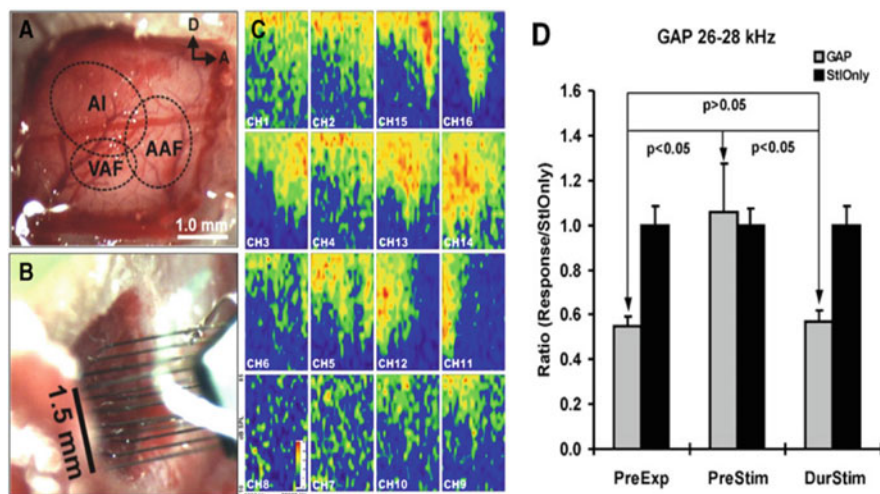 A
D
A
AI
VAF
AAF
1.0 mm
B
1.5 mm
C
CH1
CH2
CH15
CH16
CH3
CH4
CH13
CH14
CH6
CH5
CH12
CH11
CH8
CH7
CH10
CH9
D
GAP 26-28 kHz
GAP
StlOnly
Ratio (Response/StlOnly)
1.6
1.4
1.2
1.0
0.8
0.6
0.4
0.2
0.0
p>0.05
p<0.05
p<0.05
PreExp
PreStim
DurStim